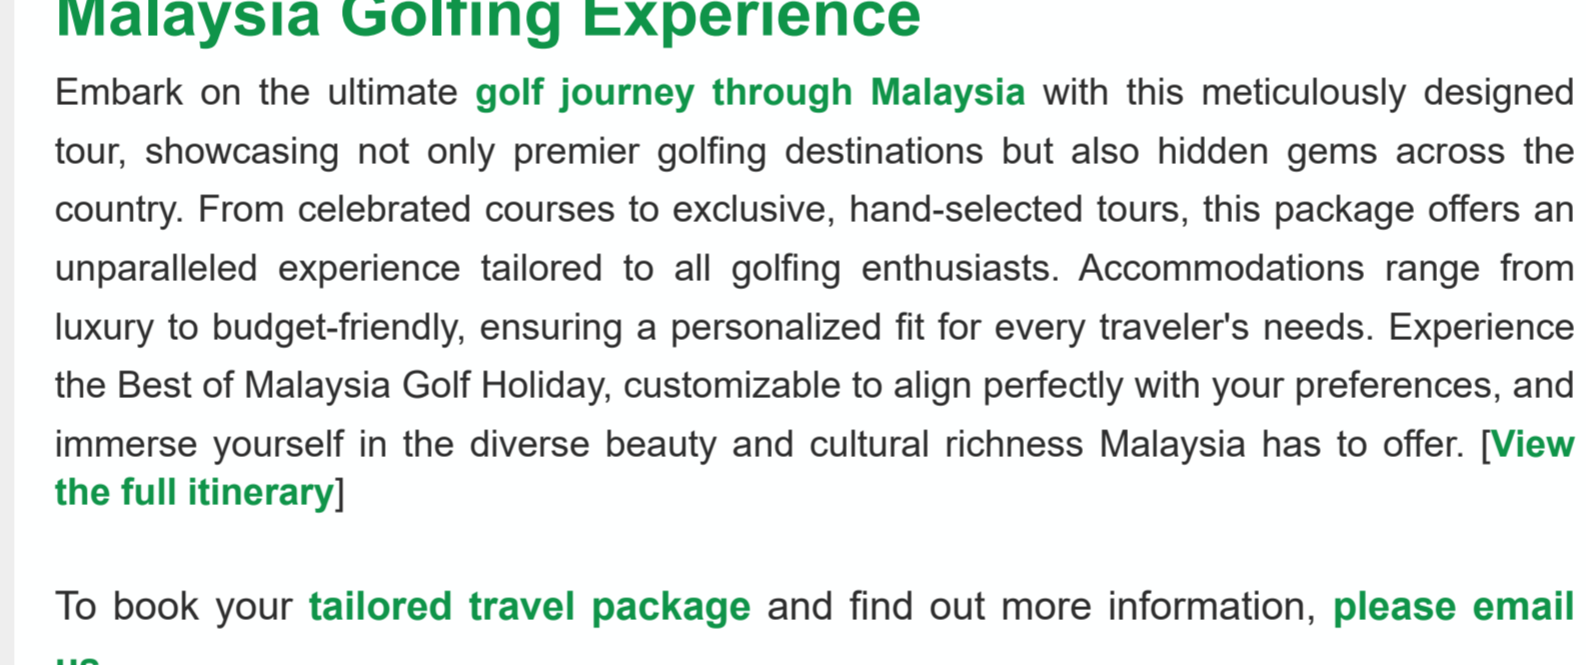 Malaysia Golfing Experience
Embark on the ultimate golf journey through Malaysia with this meticulously designed
tour, showcasing not only premier golfing destinations but also hidden gems across the
country. From celebrated courses to exclusive, hand-selected tours, this package offers an
unparalleled experience tailored to all golfing enthusiasts. Accommodations range from
luxury to budget-friendly, ensuring a personalized fit for every traveler's needs. Experience
the Best of Malaysia Golf Holiday, customizable to align perfectly with your preferences, and
immerse yourself in the diverse beauty and cultural richness Malaysia has to offer. [View
the full itinerary]
To book your tailored travel package and find out more information, please email
us